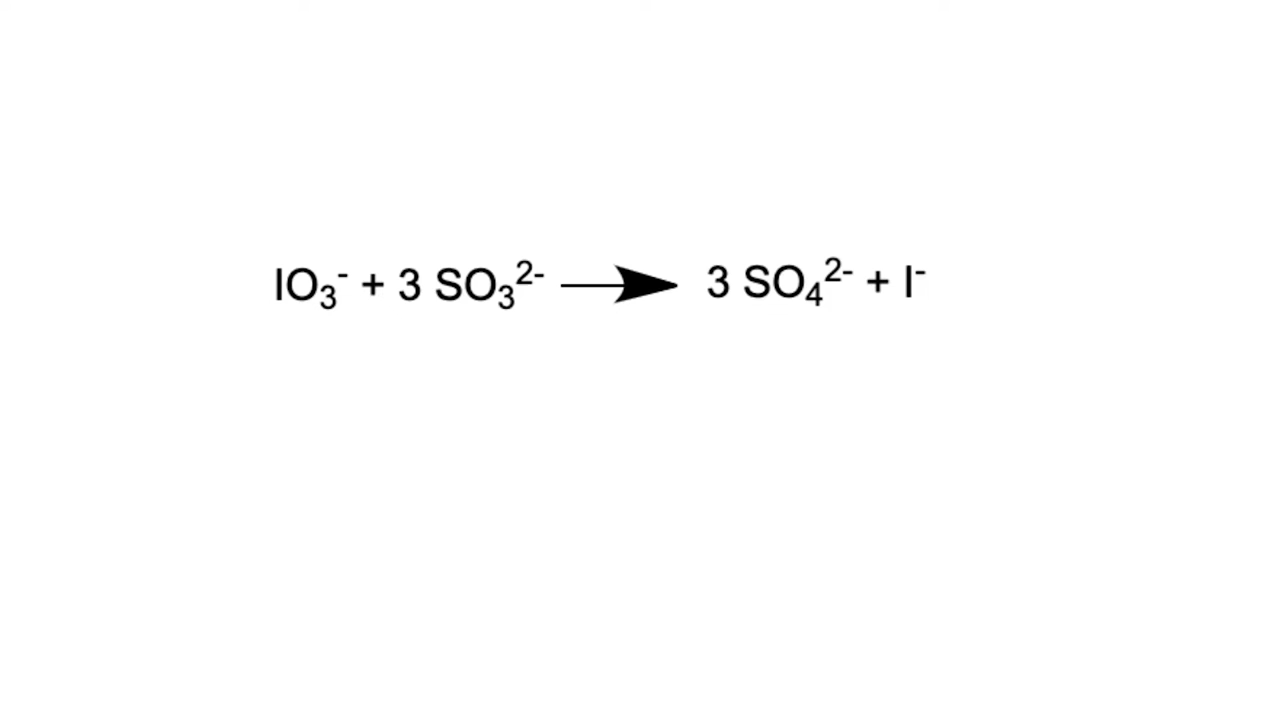 IO₃⁻ + 3 SO₃²⁻ ⟶ 3 SO₄²⁻ + I⁻